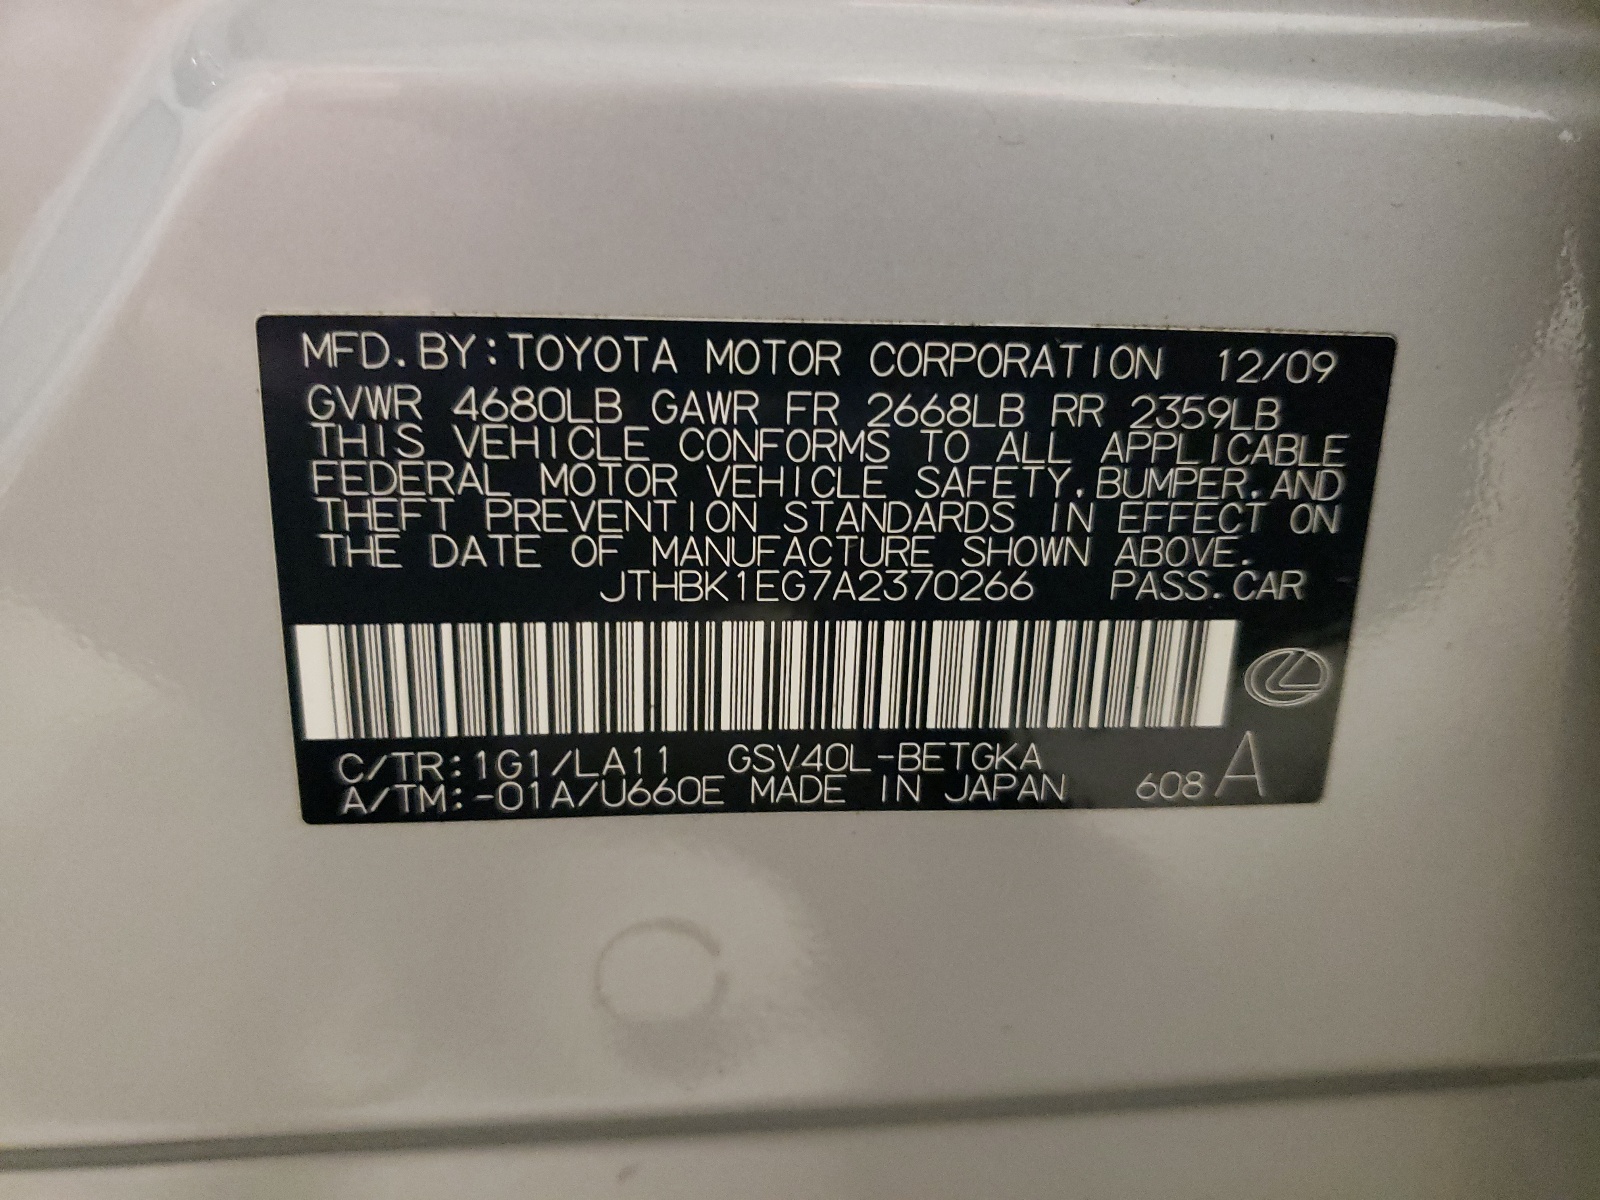 MFD. BY: TOYOTA MOTOR CORPORATION 12/09
GVWR 4680LB GAWR FR 2668LB RR 2359LB
THIS VEHICLE CONFORMS TO ALL APPLICABLE
FEDERAL MOTOR VEHICLE SAFETY, BUMPER, AND
THEFT PREVENTION STANDARDS IN EFFECT ON
THE DATE OF MANUFACTURE SHOWN ABOVE.
JTHBK1EG7A2370266 PASS. CAR
C/TR: 1G1/LA11 GSV40L-BETGKA
A/TM: -01A/U660E MADE IN JAPAN 608 A